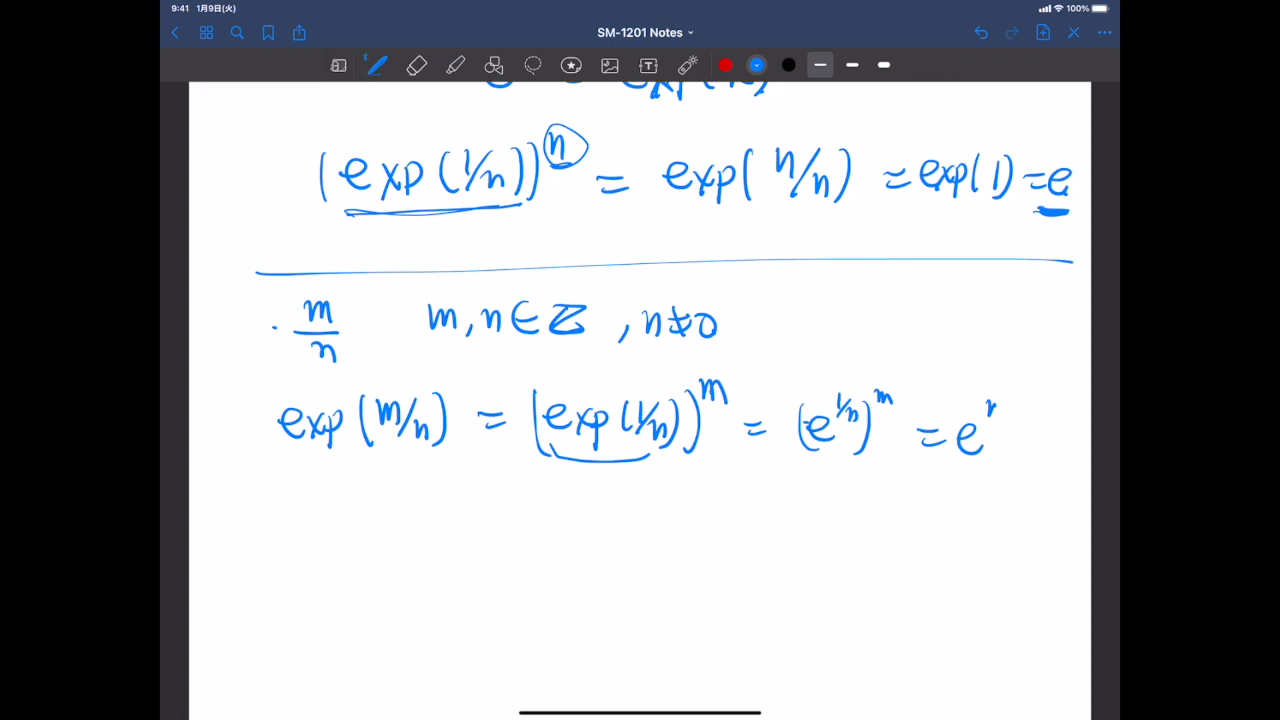 9:41 1月9日(火) 100%
SM-1201 Notes
(exp(1/n))^n = exp(n/n) = exp(1) = e
· m/n m, n ∈ ℤ , n ≠ 0
exp(m/n) = (exp(1/n))^m = (e^{1/n})^m = e^r